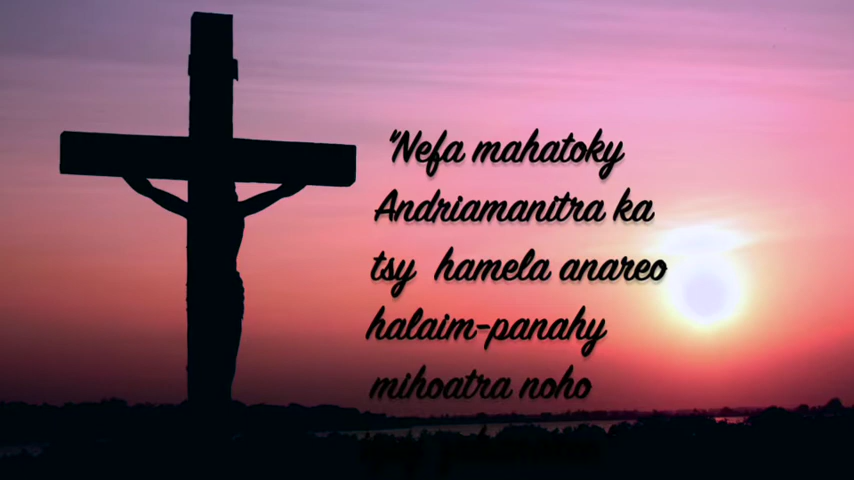 "Nefa mahatoky
Andriamanitra ka
tsy hamela anareo
halaim-panahy
mihoatra noho